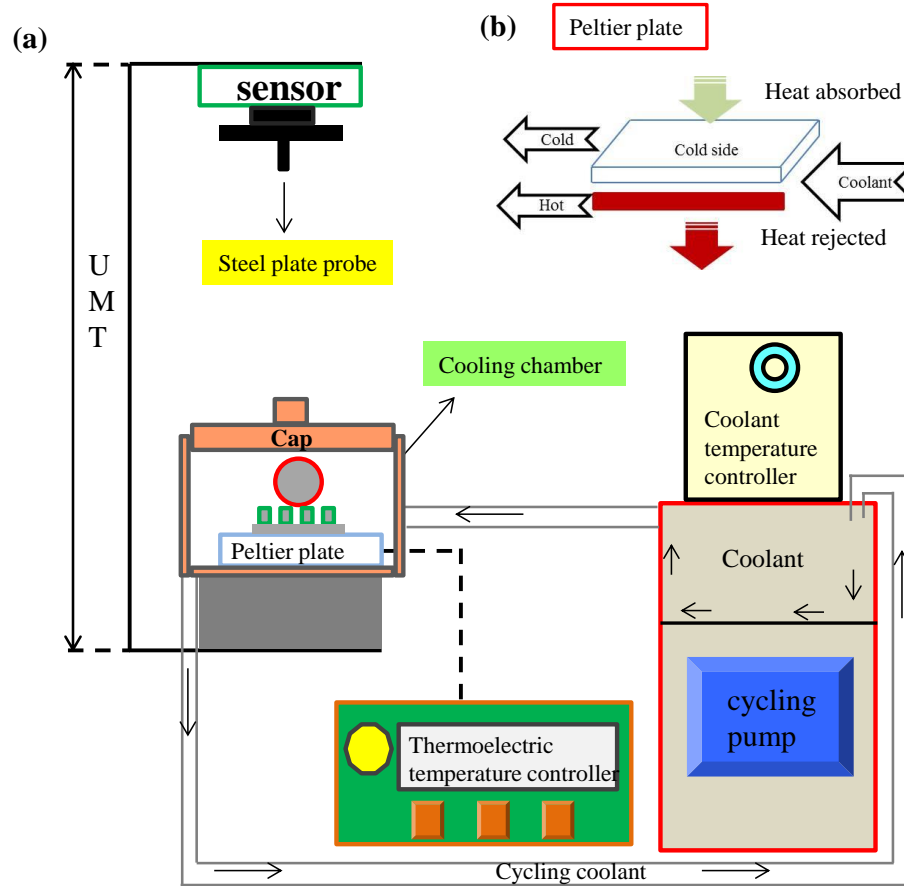 (a)
sensor
Steel plate probe
U
M
T
Cooling chamber
Cap
Peltier plate
(b)
Peltier plate
Heat absorbed
Cold
Cold side
Coolant
Hot
Heat rejected
Coolant
temperature
controller
Coolant
cycling
pump
Thermoelectric
temperature controller
Cycling coolant